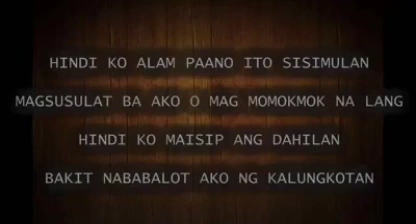 HINDI KO ALAM PAANO ITO SISIMULAN
MAGSUSULAT BA AKO O MAG MOMOKMOK NA LANG
HINDI KO MAISIP ANG DAHILAN
BAKIT NABABALOT AKO NG KALUNGKOTAN